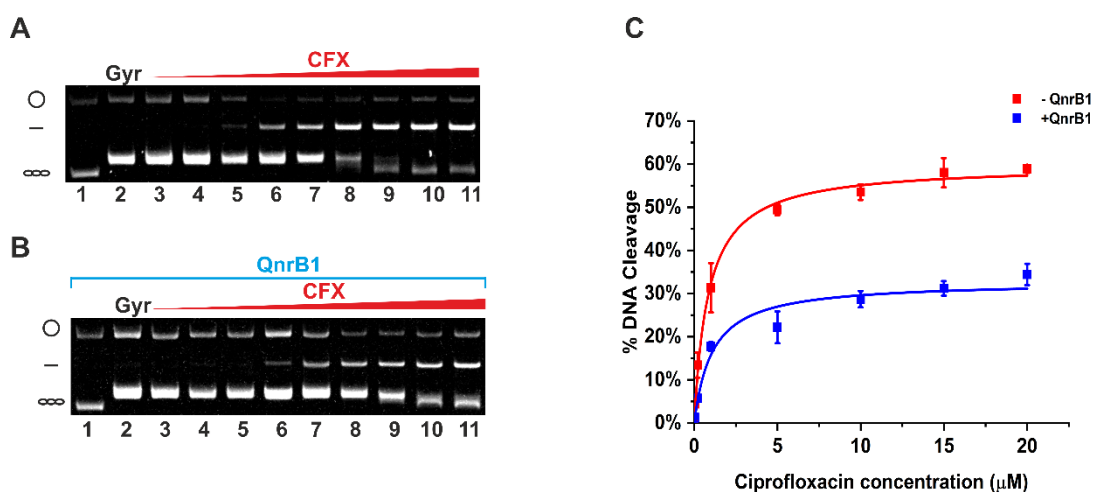 A
CFX
Gyr
1 2 3 4 5 6 7 8 9 10 11
B
QnrB1
CFX
Gyr
1 2 3 4 5 6 7 8 9 10 11
C
- QnrB1
+QnrB1
70%
60%
50%
40%
30%
20%
10%
0%
% DNA Cleavage
0 5 10 15 20
Ciprofloxacin concentration (μM)